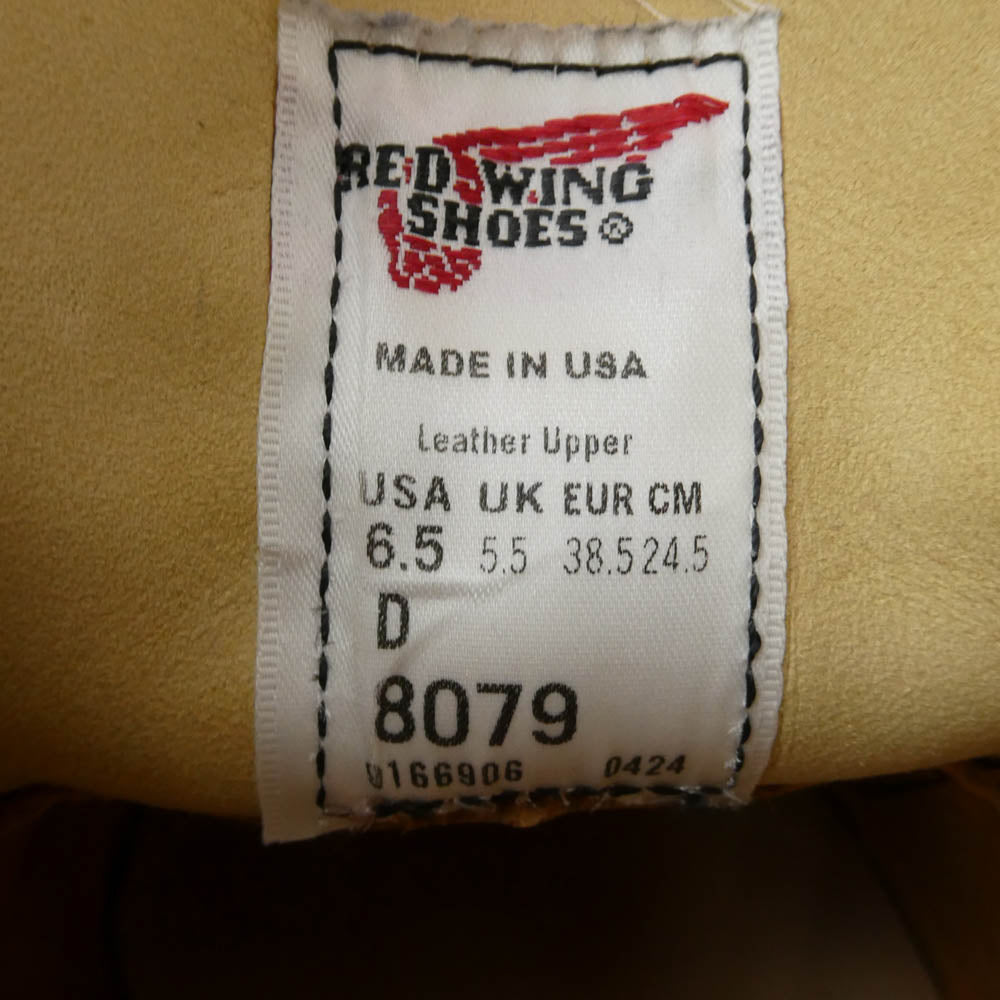 RED WING
SHOES®
MADE IN USA
Leather Upper
USA UK EUR CM
6.5 5.5 38.5 24.5
D
8079
0166906 0424